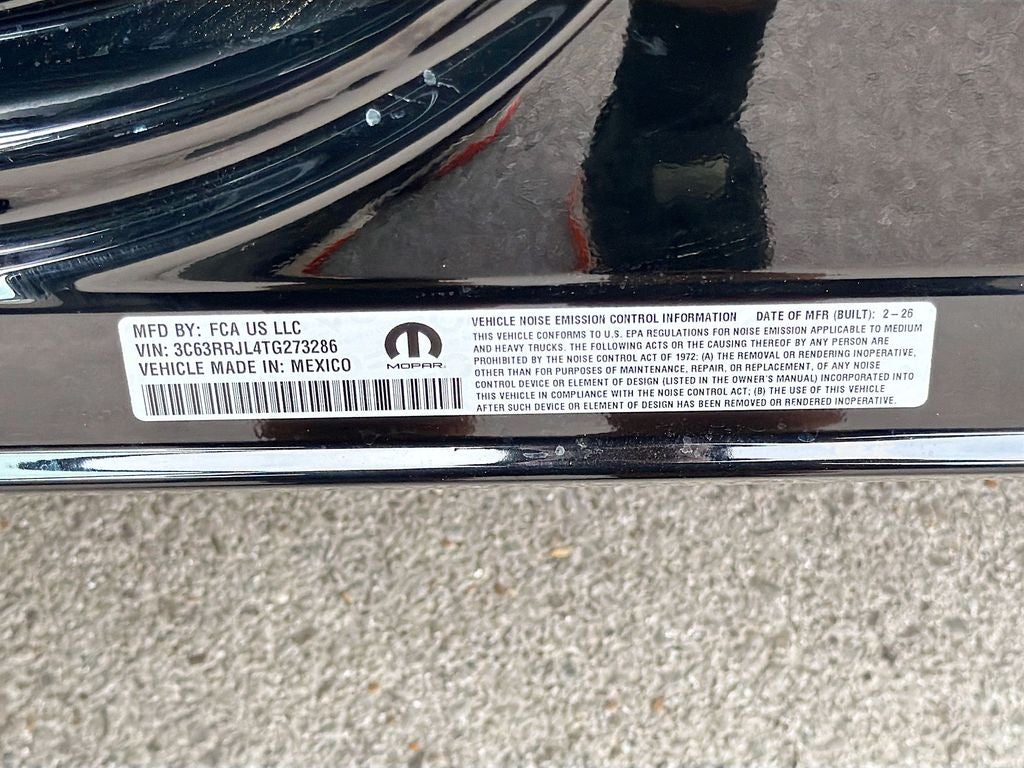 MFD BY: FCA US LLC
VIN: 3C63RRJL4TG273286
VEHICLE MADE IN: MEXICO
MOPAR
VEHICLE NOISE EMISSION CONTROL INFORMATION DATE OF MFR (BUILT): 2-26
THIS VEHICLE CONFORMS TO U.S. EPA REGULATIONS FOR NOISE EMISSION APPLICABLE TO MEDIUM
AND HEAVY TRUCKS. THE FOLLOWING ACTS OR THE CAUSING THEREOF BY ANY PERSON ARE
PROHIBITED BY THE NOISE CONTROL ACT OF 1972: (A) THE REMOVAL OR RENDERING INOPERATIVE,
OTHER THAN FOR PURPOSES OF MAINTENANCE, REPAIR, OR REPLACEMENT, OF ANY NOISE
CONTROL DEVICE OR ELEMENT OF DESIGN (LISTED IN THE OWNER'S MANUAL) INCORPORATED INTO
THIS VEHICLE IN COMPLIANCE WITH THE NOISE CONTROL ACT; (B) THE USE OF THIS VEHICLE
AFTER SUCH DEVICE OR ELEMENT OF DESIGN HAS BEEN REMOVED OR RENDERED INOPERATIVE.